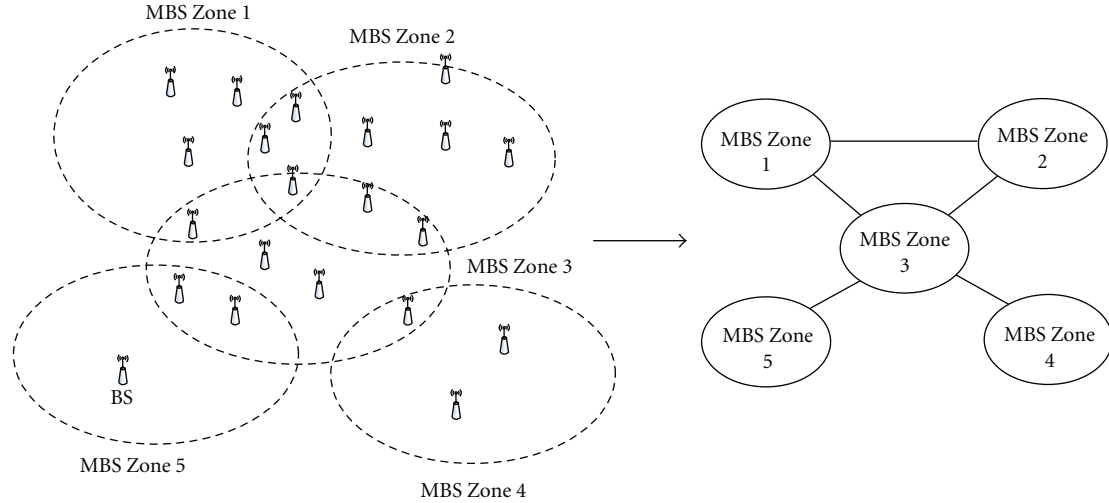 MBS Zone 1
MBS Zone 2
MBS Zone 3
BS
MBS Zone 5
MBS Zone 4
MBS Zone
1
MBS Zone
2
MBS Zone
3
MBS Zone
5
MBS Zone
4